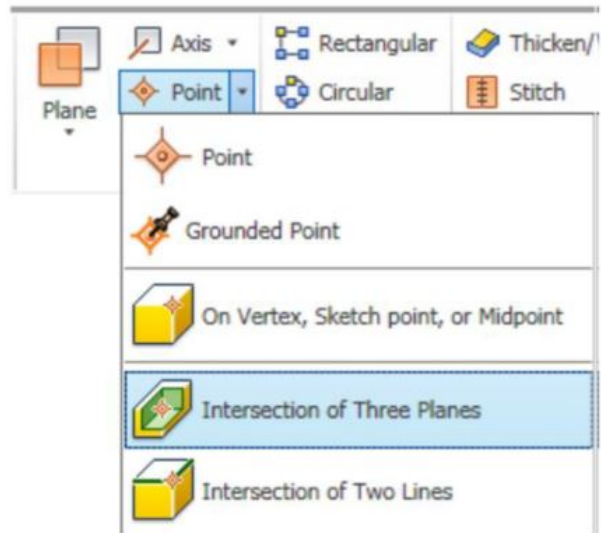 Plane
Axis
Point
Rectangular
Circular
Thicken/
Stitch
Point
Grounded Point
On Vertex, Sketch point, or Midpoint
Intersection of Three Planes
Intersection of Two Lines